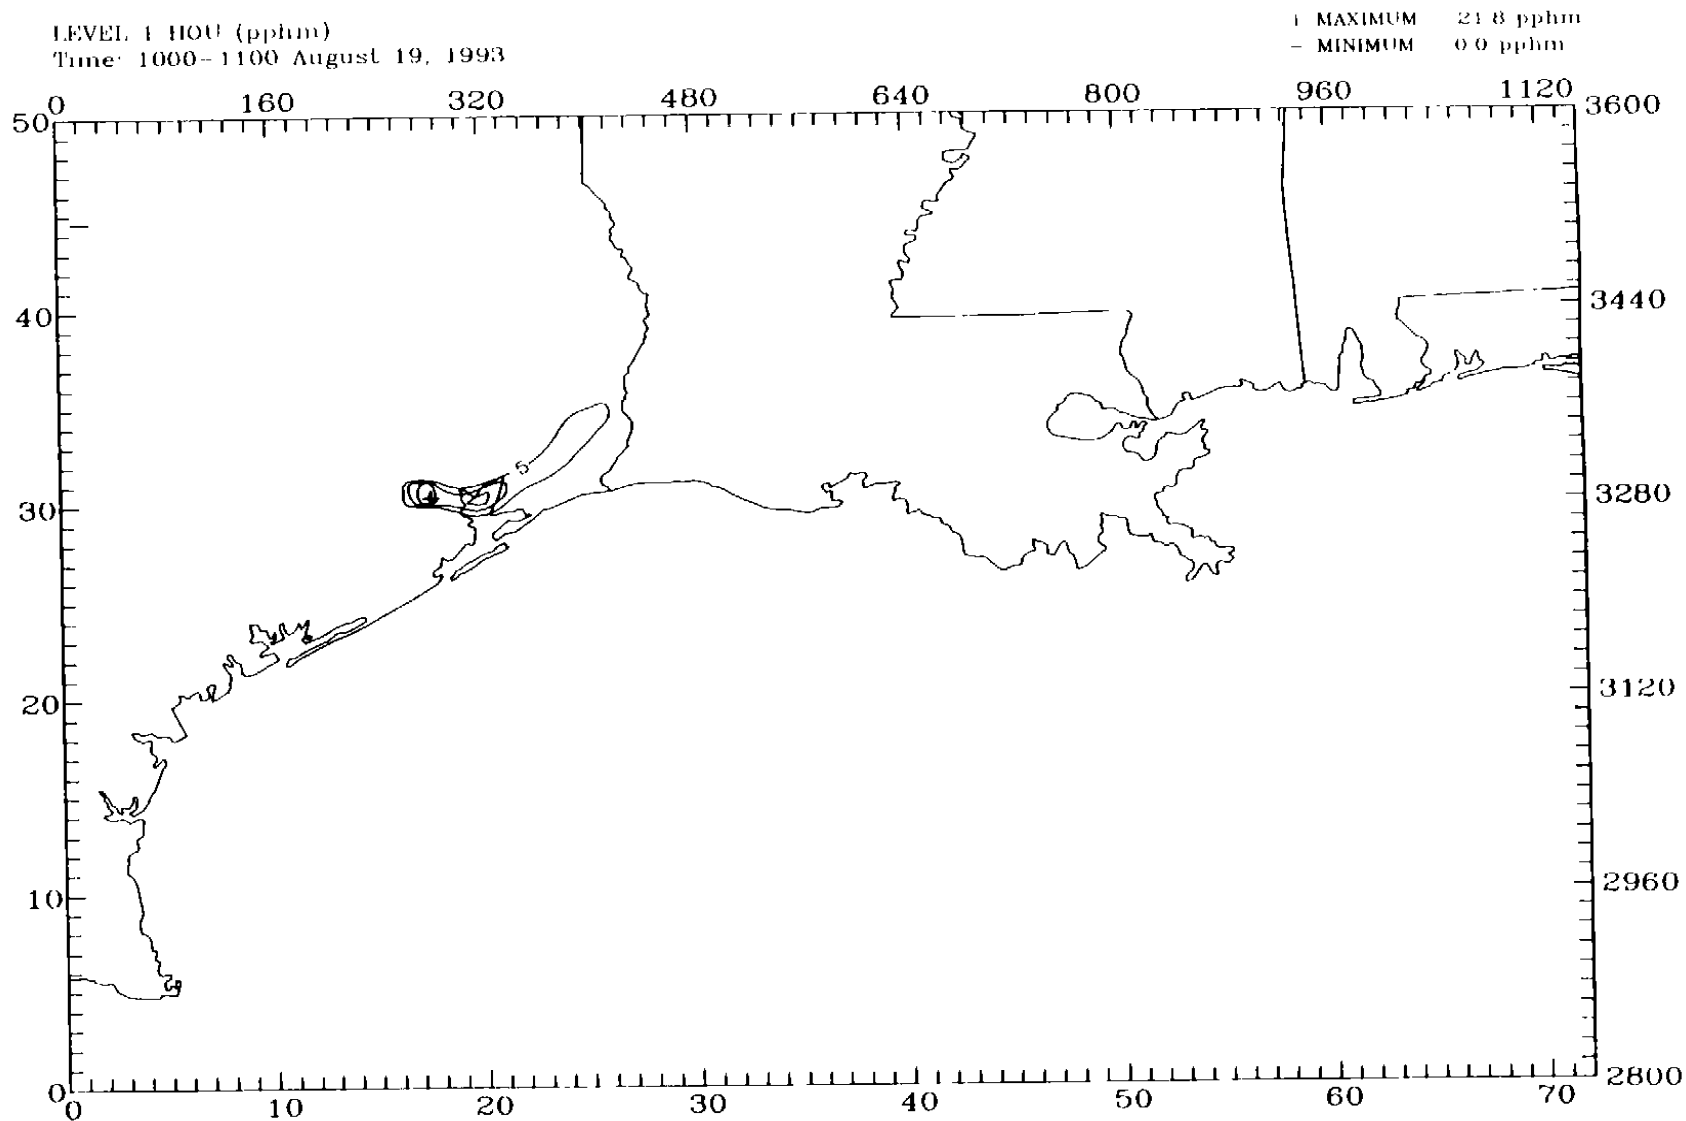 LEVEL 1 HOU (pphm)
Time: 1000-1100 August 19, 1993
+ MAXIMUM 21.8 pphm
- MINIMUM 0.0 pphm
0 160 320 480 640 800 960 1120
50 3600
40 3440
30 3280
20 3120
10 2960
0 2800
0 10 20 30 40 50 60 70
5